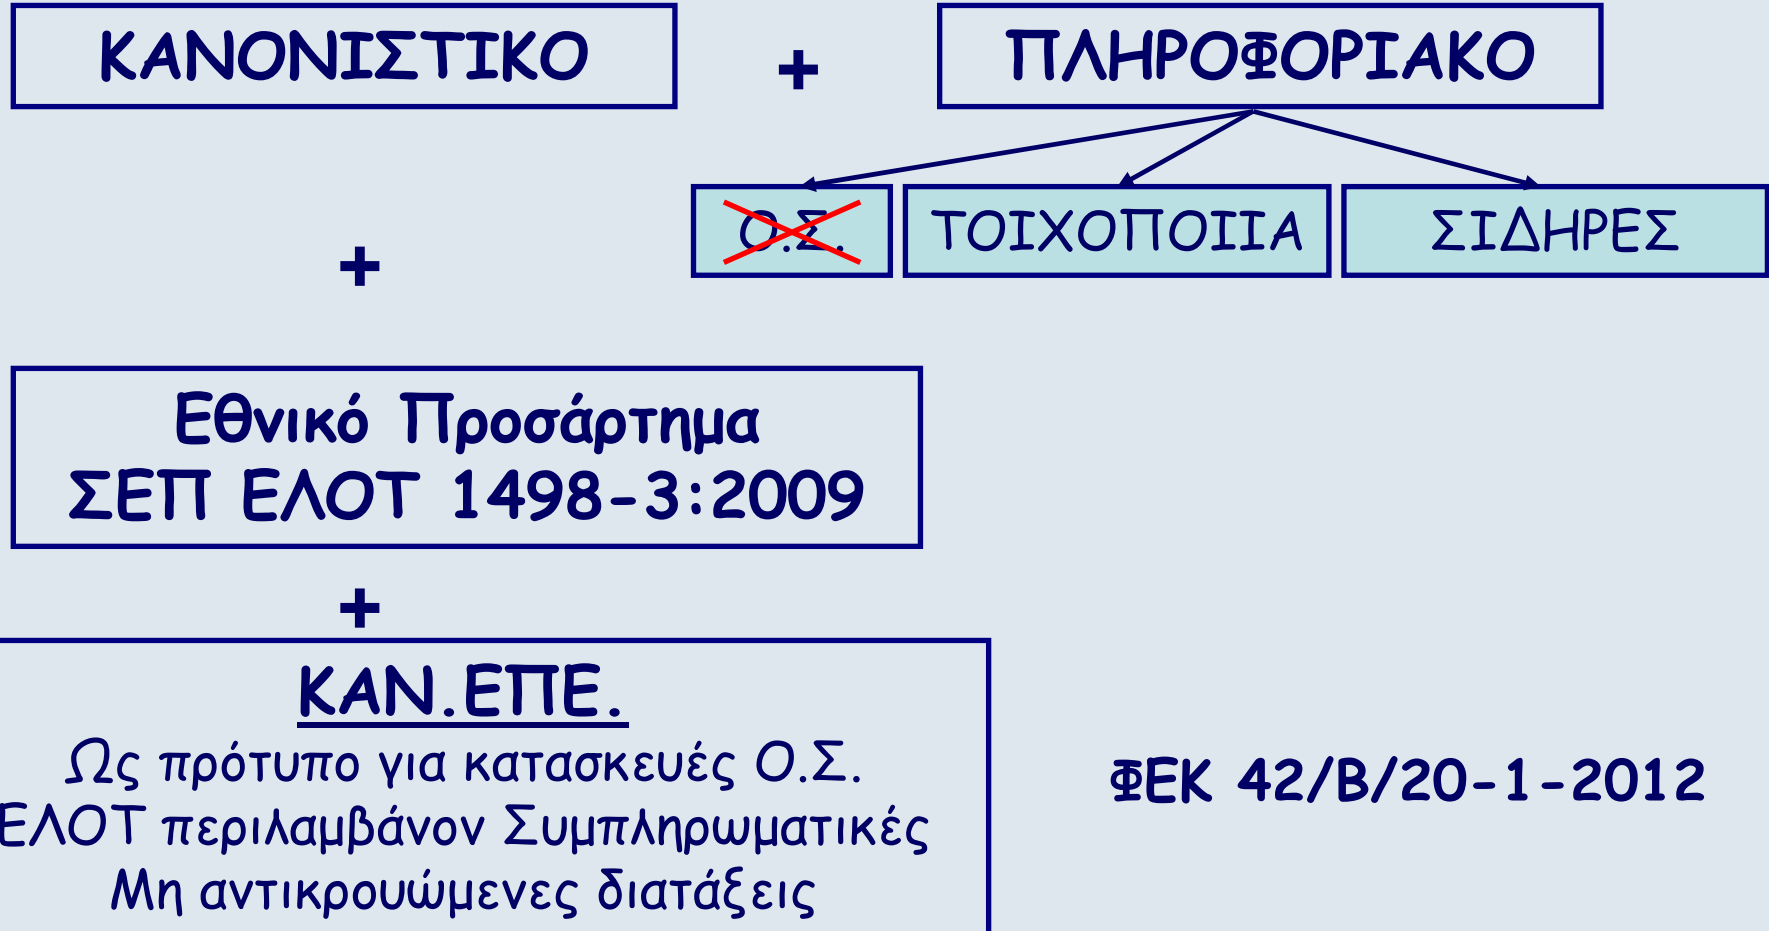 ΚΑΝΟΝΙΣΤΙΚΟ
+
ΠΛΗΡΟΦΟΡΙΑΚΟ
Ο.Σ.
ΤΟΙΧΟΠΟΙΙΑ
ΣΙΔΗΡΕΣ
+
Εθνικό Προσάρτημα
ΣΕΠ ΕΛΟΤ 1498-3:2009
+
ΚΑΝ.ΕΠΕ.
Ως πρότυπο για κατασκευές Ο.Σ.
ΕΛΟΤ περιλαμβάνον Συμπληρωματικές
Μη αντικρουώμενες διατάξεις
ΦΕΚ 42/Β/20-1-2012